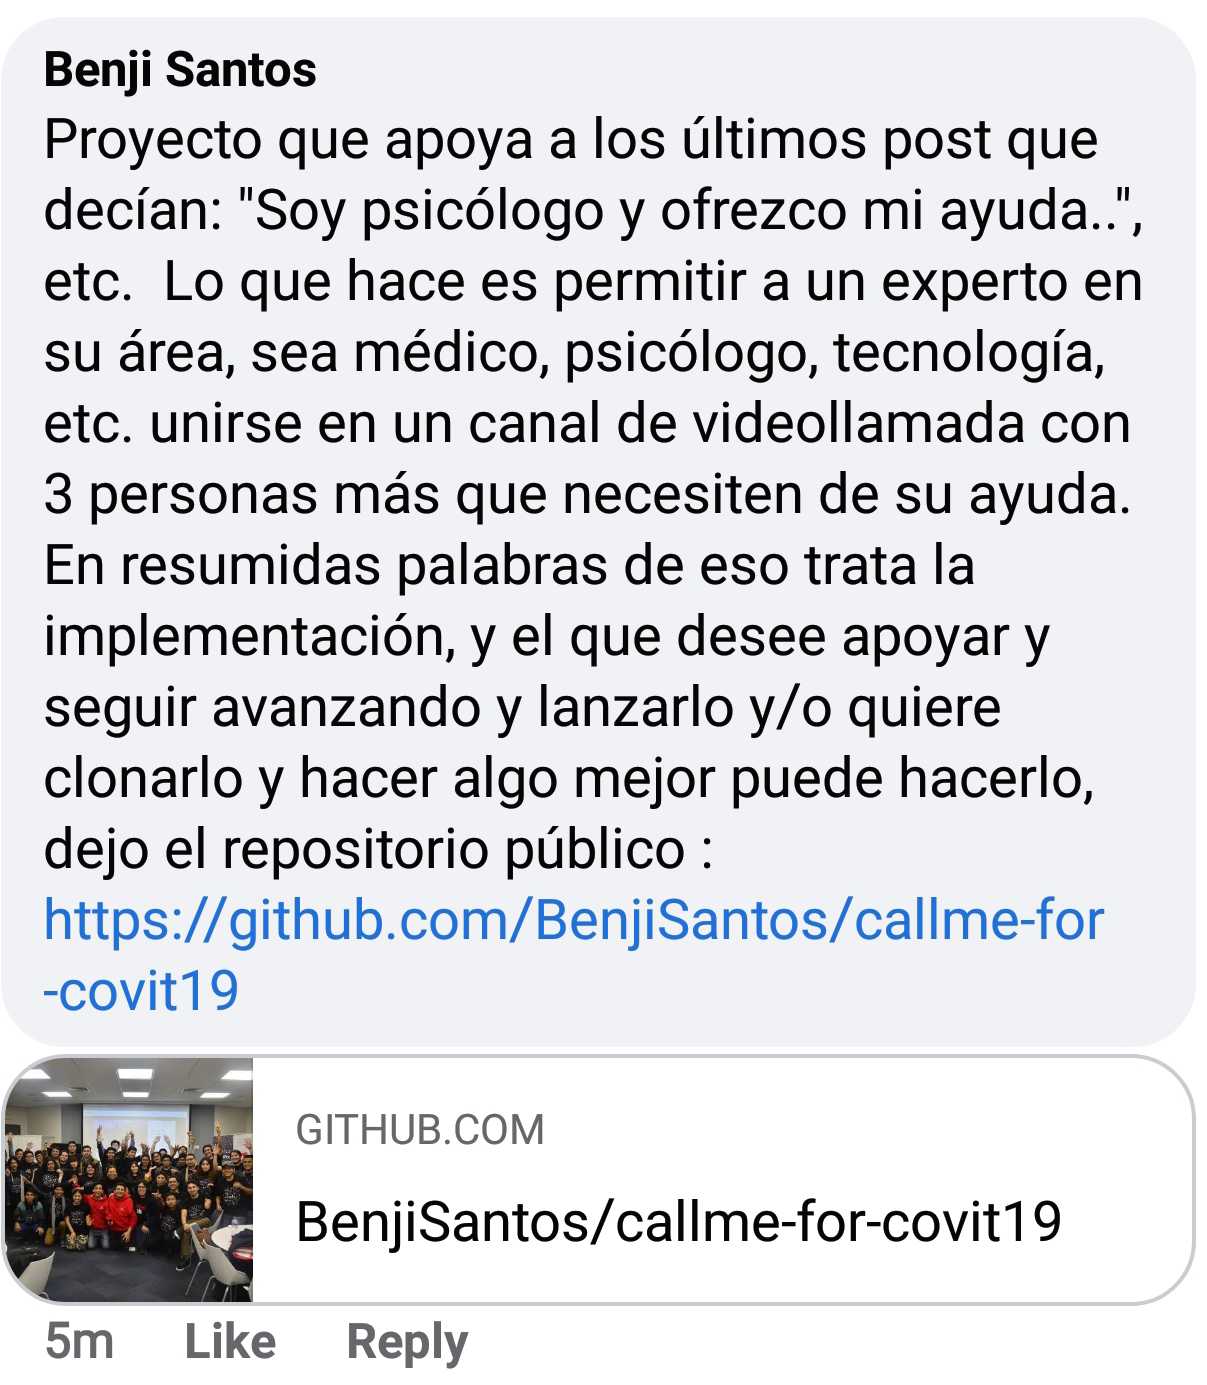 Benji Santos
Proyecto que apoya a los últimos post que
decían: "Soy psicólogo y ofrezco mi ayuda..",
etc.  Lo que hace es permitir a un experto en
su área, sea médico, psicólogo, tecnología,
etc. unirse en un canal de videollamada con
3 personas más que necesiten de su ayuda.
En resumidas palabras de eso trata la
implementación, y el que desee apoyar y
seguir avanzando y lanzarlo y/o quiere
clonarlo y hacer algo mejor puede hacerlo,
dejo el repositorio público :
https://github.com/BenjiSantos/callme-for
-covit19
GITHUB.COM
BenjiSantos/callme-for-covit19
5m Like Reply